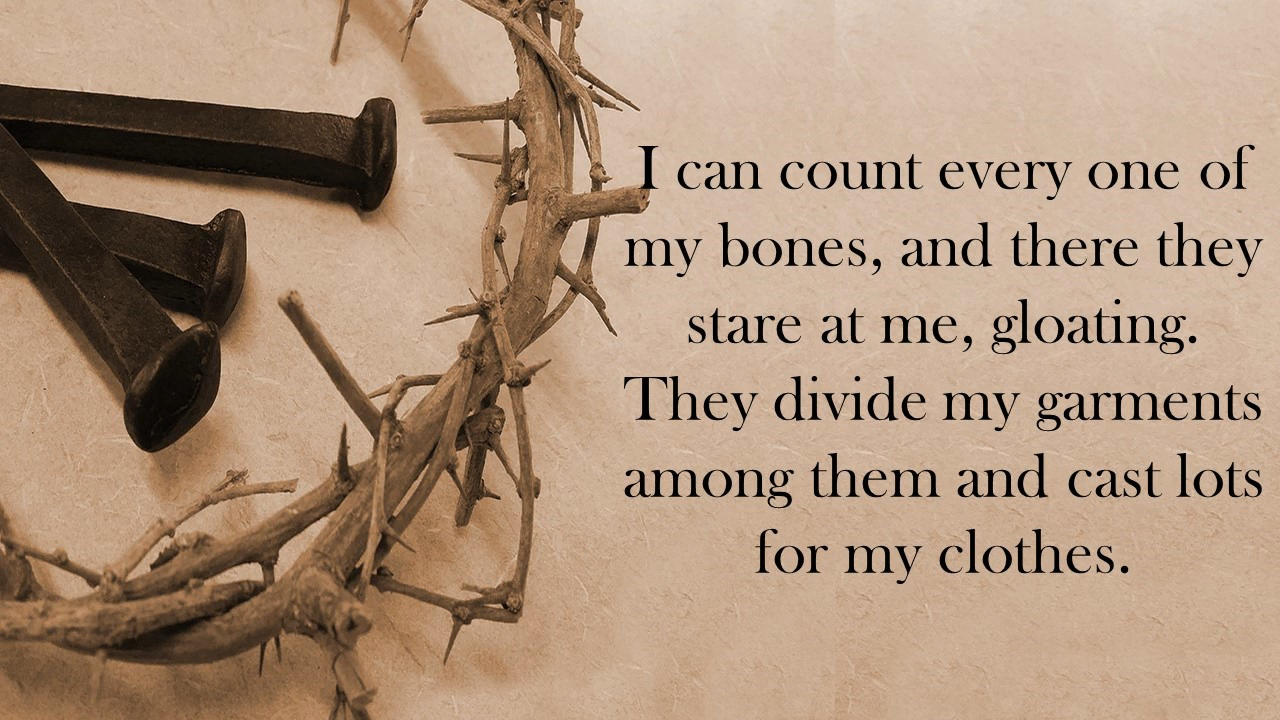 I can count every one of
my bones, and there they
stare at me, gloating.
They divide my garments
among them and cast lots
for my clothes.